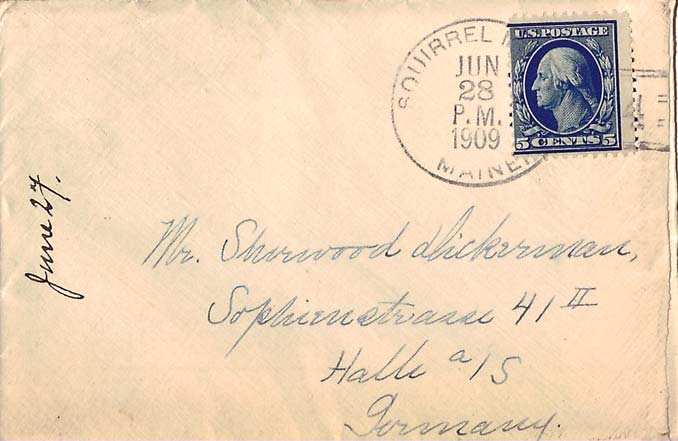 SQUIRREL
JUN
28
P.M.
1909
MAINE
U.S. POSTAGE
5 CENTS 5
June 27.
Mr. Sherwood Dickerman,
Sophienstrasse 41 II
Halle a/S
Germany.